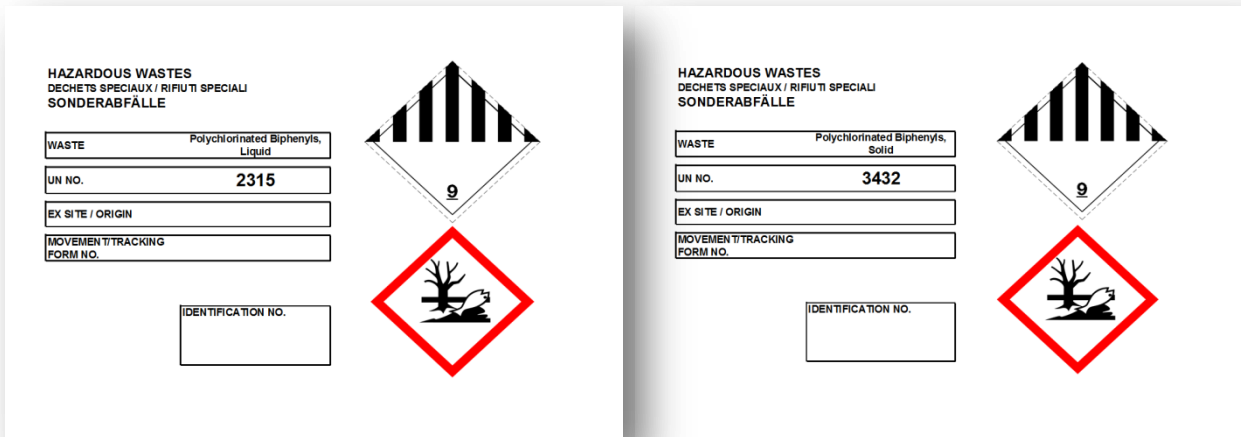 HAZARDOUS WASTES
DECHETS SPECIAUX / RIFIUTI SPECIALI
SONDERABFÄLLE
WASTE Polychlorinated Biphenyls,
Liquid
UN NO. 2315
EX SITE / ORIGIN
MOVEMENT/TRACKING
FORM NO.
IDENTIFICATION NO.
9
HAZARDOUS WASTES
DECHETS SPECIAUX / RIFIUTI SPECIALI
SONDERABFÄLLE
WASTE Polychlorinated Biphenyls,
Solid
UN NO. 3432
EX SITE / ORIGIN
MOVEMENT/TRACKING
FORM NO.
IDENTIFICATION NO.
9